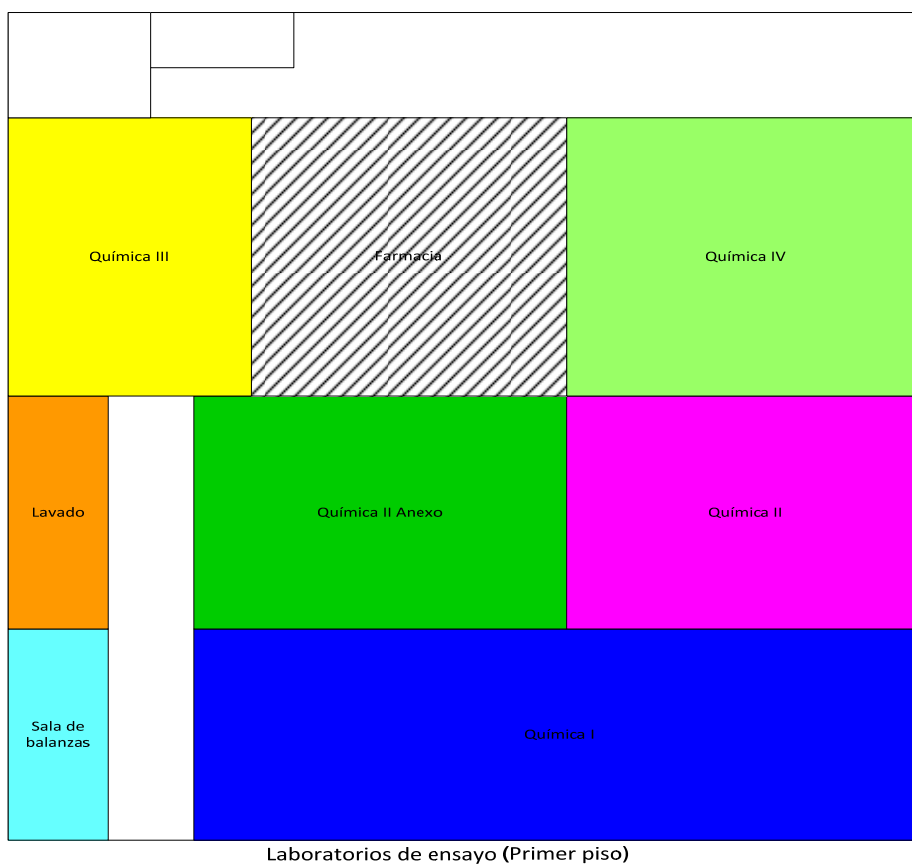 Química III
Farmacia
Química IV
Lavado
Química II Anexo
Química II
Sala de
balanzas
Química I
Laboratorios de ensayo (Primer piso)